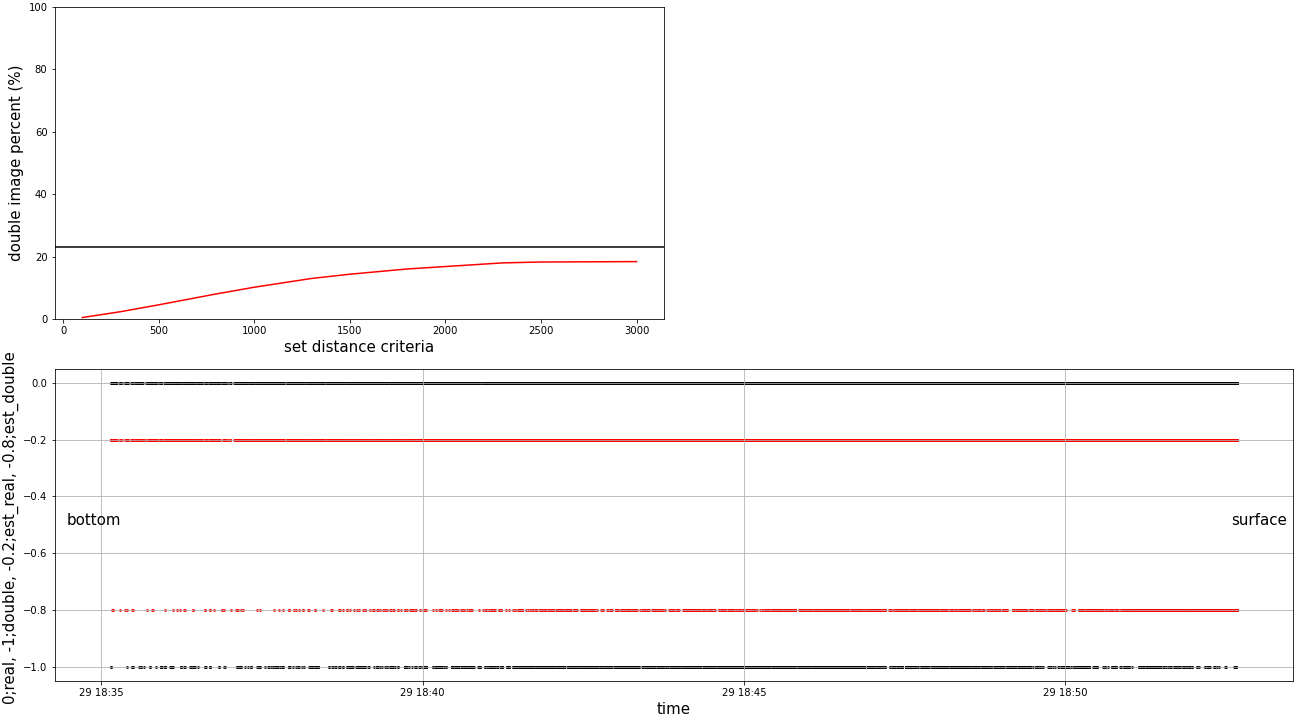 100
80
60
40
20
0
double image percent (%)
0 500 1000 1500 2000 2500 3000
set distance criteria
0.0
−0.2
−0.4
−0.6
−0.8
−1.0
0;real, -1;double, -0.2;est_real, -0.8;est_double
bottom
surface
29 18:35 29 18:40 29 18:45 29 18:50
time